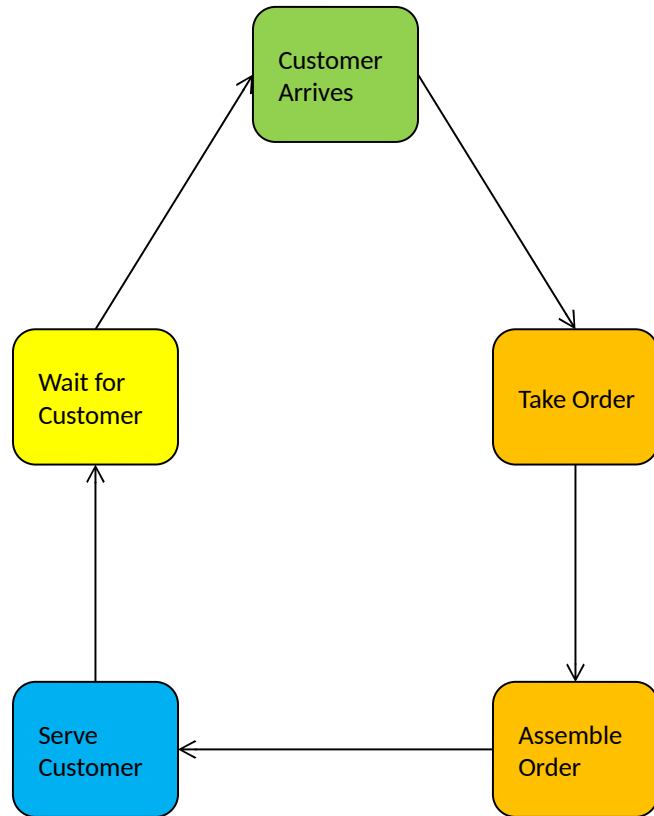 Customer
Arrives
Wait for
Customer
Take Order
Serve
Customer
Assemble
Order